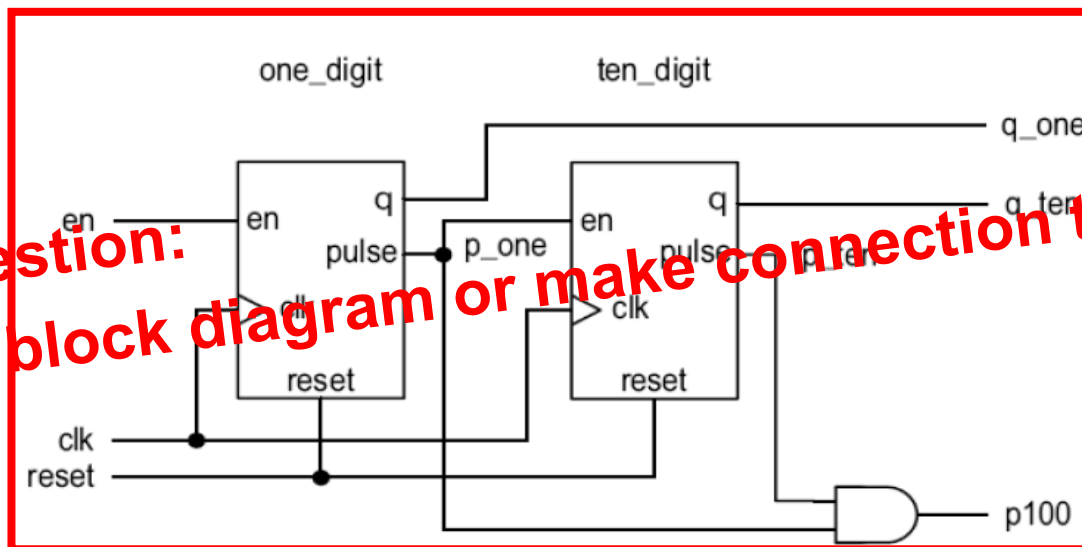 one_digit ten_digit
q_one
q q q_ten
en en en
pulse p_one pulse p_ten
estion:
block diagram or make connection t
clk clk
reset reset
clk
reset
p100